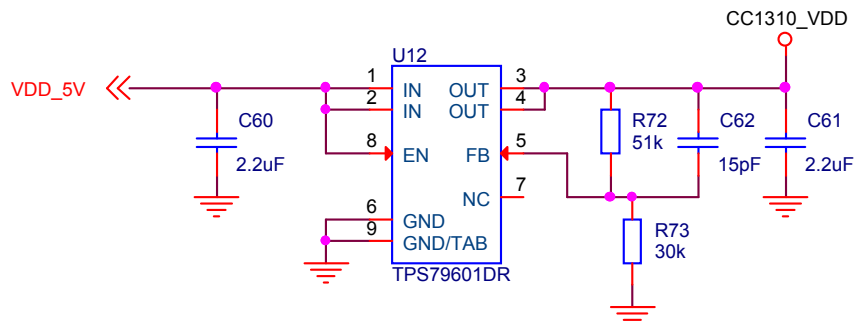 CC1310_VDD
U12
VDD_5V
1 IN OUT 3
2 IN OUT 4
C60
2.2uF
R72
51k
C62
15pF
C61
2.2uF
8 EN FB 5
NC 7
6 GND
9 GND/TAB
R73
30k
TPS79601DR